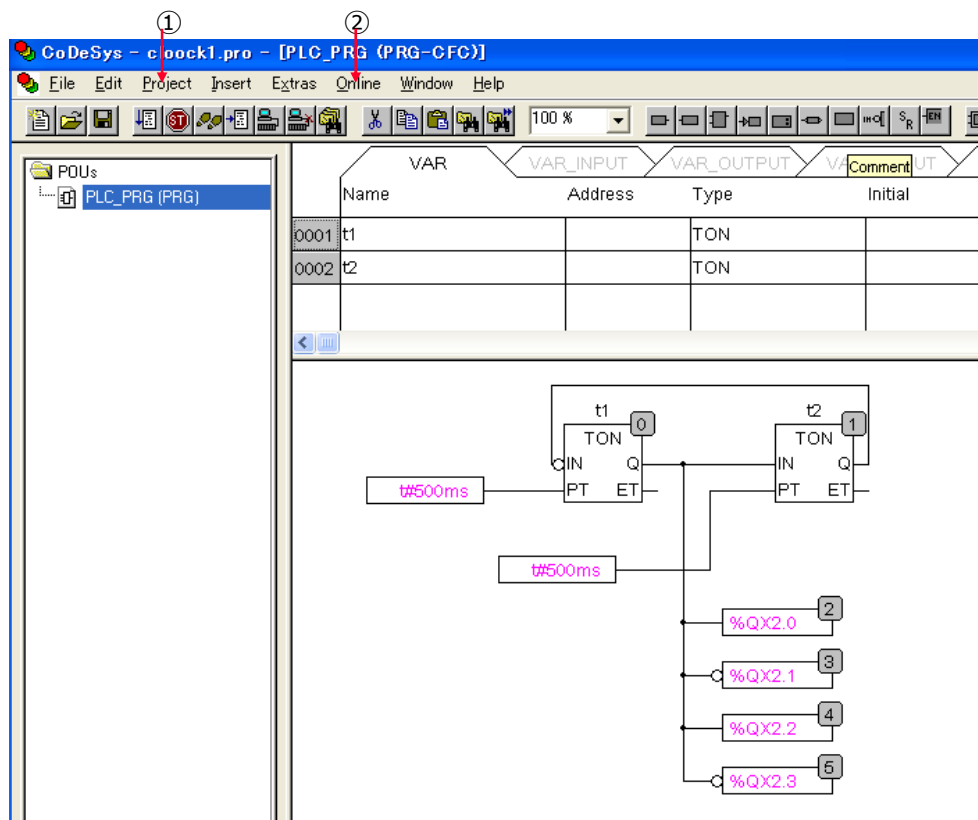 ① ②
CoDeSys - cloock1.pro - [PLC_PRG (PRG-CFC)]
File Edit Project Insert Extras Online Window Help
ST 100 % S R EN
POUs
PLC_PRG (PRG)
VAR VAR_INPUT VAR_OUTPUT Comment
Name Address Type Initial
0001 t1 TON
0002 t2 TON
t1 0 t2 1
TON TON
IN Q IN Q
t#500ms PT ET PT ET
t#500ms
%QX2.0 2
%QX2.1 3
%QX2.2 4
%QX2.3 5